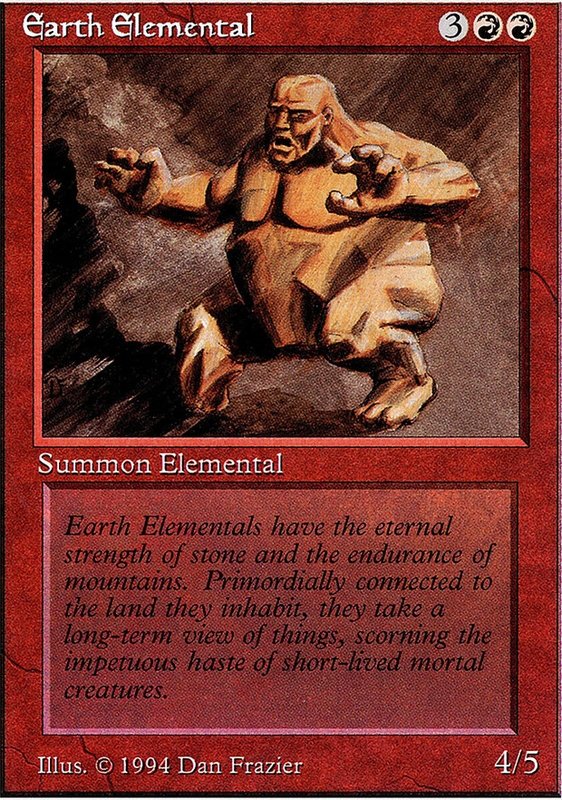 Earth Elemental 3
Summon Elemental
Earth Elementals have the eternal
strength of stone and the endurance of
mountains. Primordially connected to
the land they inhabit, they take a
long-term view of things, scorning the
impetuous haste of short-lived mortal
creatures.
Illus. © 1994 Dan Frazier 4/5